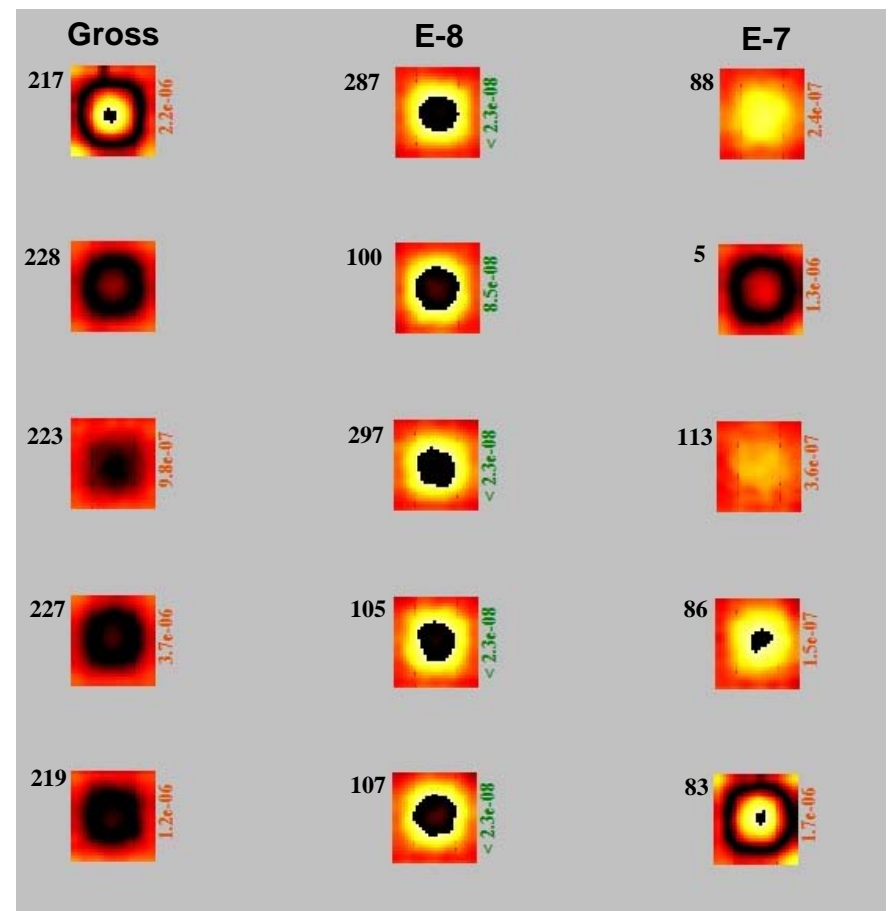 Gross E-8 E-7
217 2.2e-06 287 < 2.3e-08 88 2.4e-07
228 100 8.5e-08 5 1.3e-06
223 9.8e-07 297 < 2.3e-08 113 3.6e-07
227 3.7e-06 105 < 2.3e-08 86 1.5e-07
219 1.2e-06 107 < 2.3e-08 83 1.7e-06